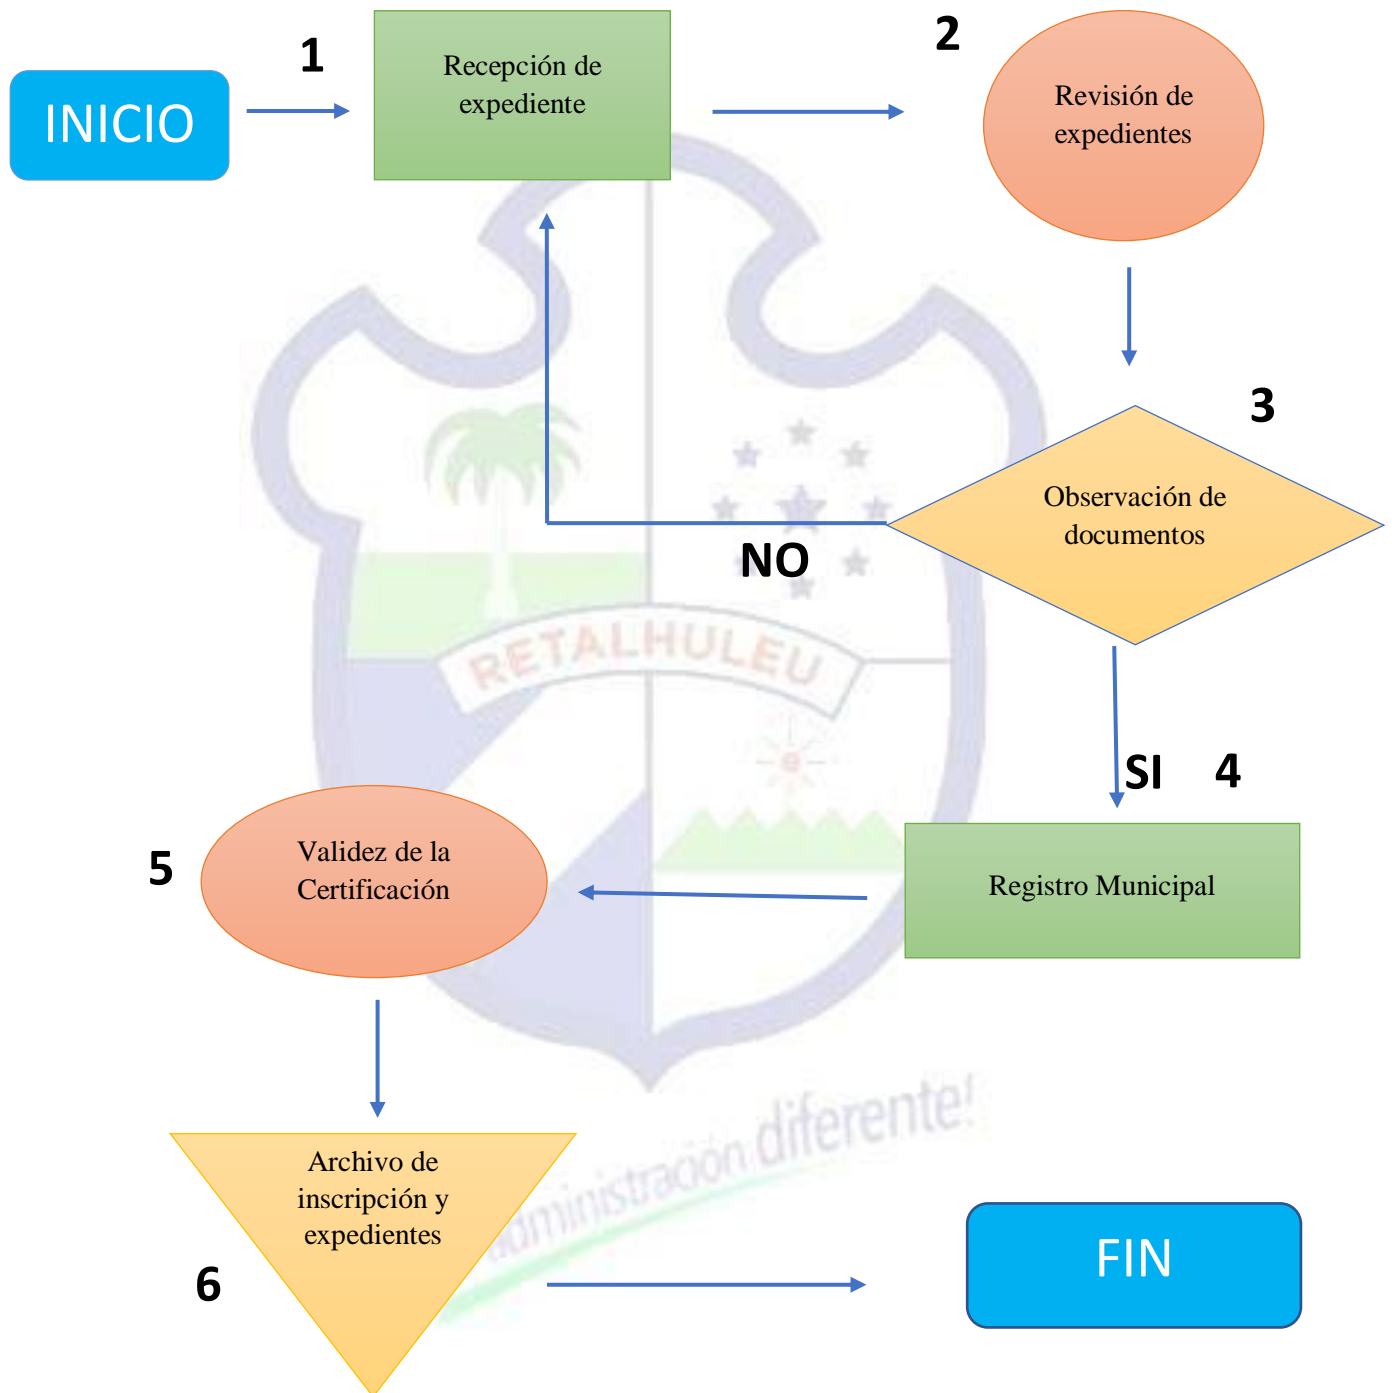 INICIO
1
Recepción de
expediente
2
Revisión de
expedientes
3
Observación de
documentos
NO
RETALHULEU
SI
4
Registro Municipal
5
Validez de la
Certificación
Archivo de
inscripción y
expedientes
6
administración diferente!
FIN